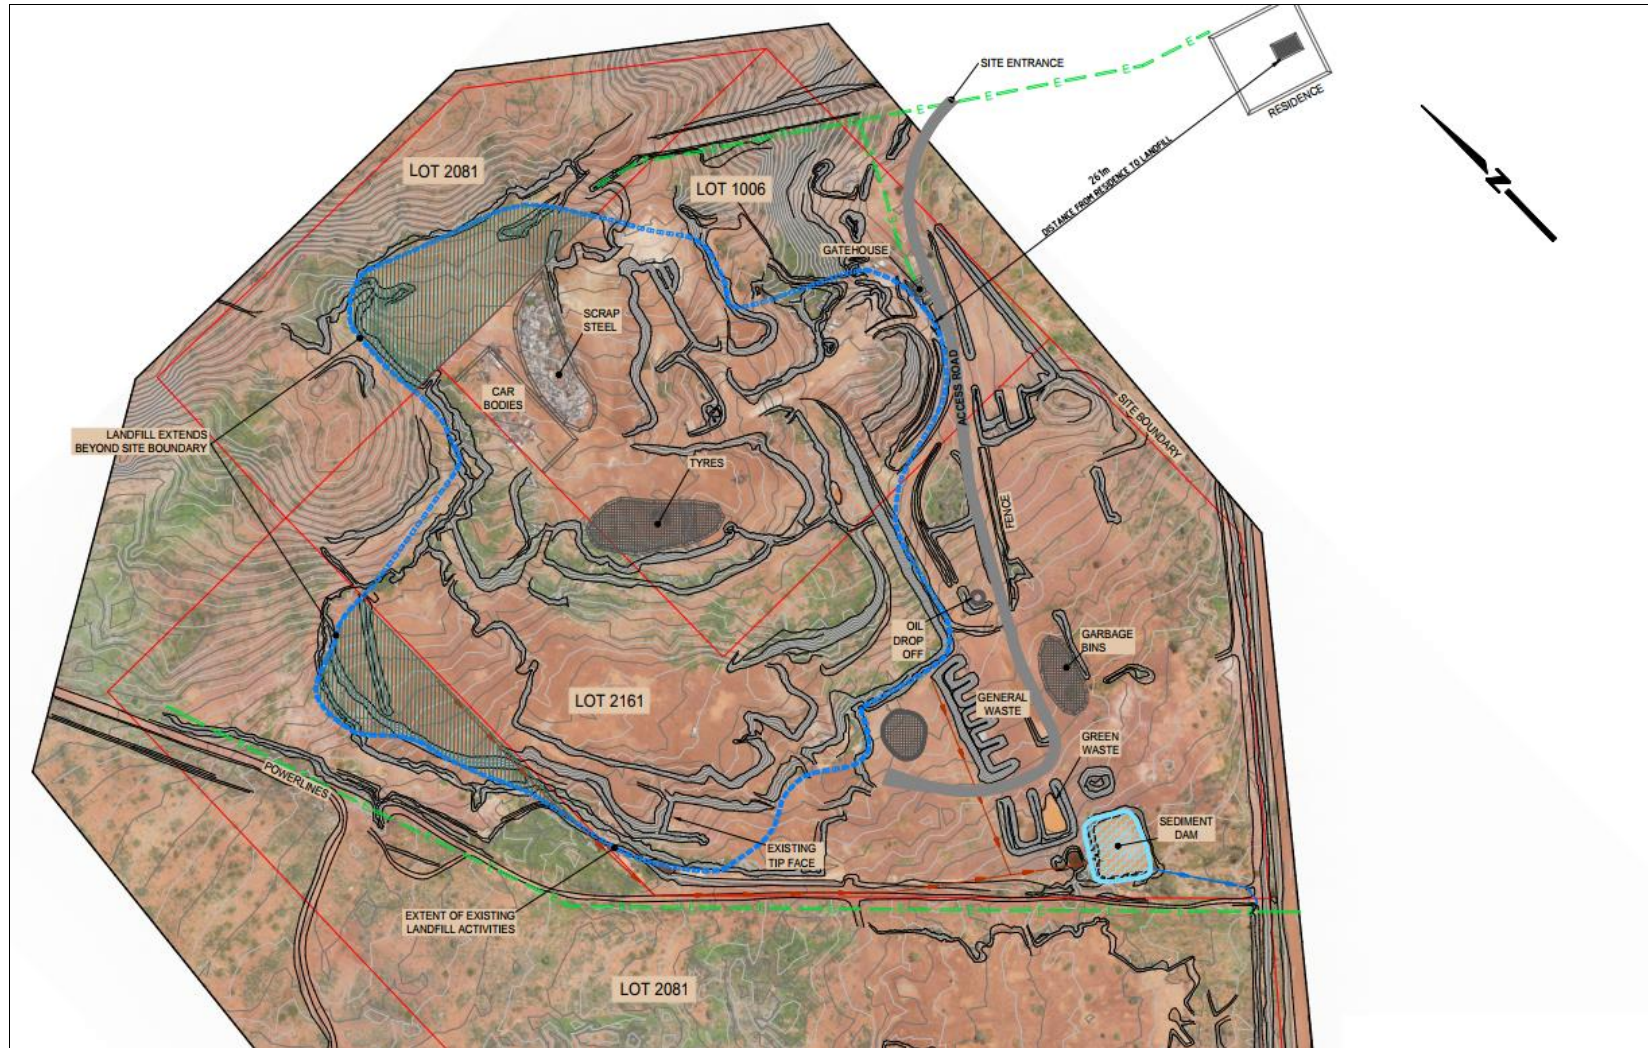 SITE ENTRANCE
RESIDENCE
261m
DISTANCE FROM RESIDENCE TO LANDFILL
N
LOT 2081
LOT 1006
GATEHOUSE
SCRAP
STEEL
CAR
BODIES
ACCESS ROAD
SITE BOUNDARY
LANDFILL EXTENDS
BEYOND SITE BOUNDARY
TYRES
FENCE
OIL
DROP
OFF
GARBAGE
BINS
LOT 2161
GENERAL
WASTE
GREEN
WASTE
POWERLINES
SEDIMENT
DAM
EXISTING
TIP FACE
EXTENT OF EXISTING
LANDFILL ACTIVITIES
LOT 2081
E
E
E
E
E
E